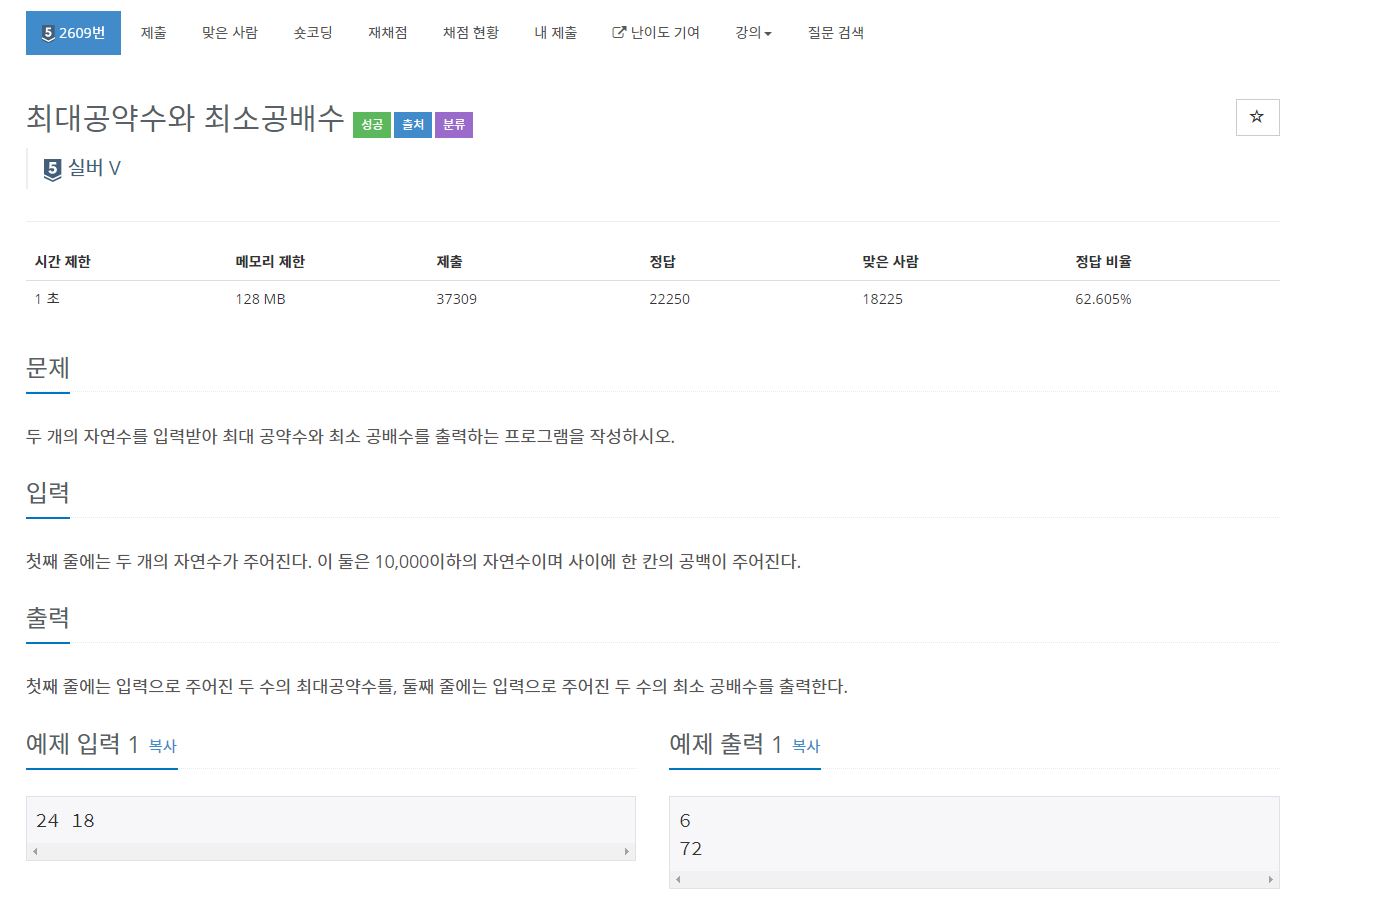 5 2609번 제출 맞은 사람 숏코딩 재채점 채점 현황 내 제출 난이도 기여 강의 질문 검색
최대공약수와 최소공배수 성공 출처 분류
5 실버 V
시간 제한 메모리 제한 제출 정답 맞은 사람 정답 비율
1 초 128 MB 37309 22250 18225 62.605%
문제
두 개의 자연수를 입력받아 최대 공약수와 최소 공배수를 출력하는 프로그램을 작성하시오.
입력
첫째 줄에는 두 개의 자연수가 주어진다. 이 둘은 10,000이하의 자연수이며 사이에 한 칸의 공백이 주어진다.
출력
첫째 줄에는 입력으로 주어진 두 수의 최대공약수를, 둘째 줄에는 입력으로 주어진 두 수의 최소 공배수를 출력한다.
예제 입력 1 복사
24 18
예제 출력 1 복사
6
72